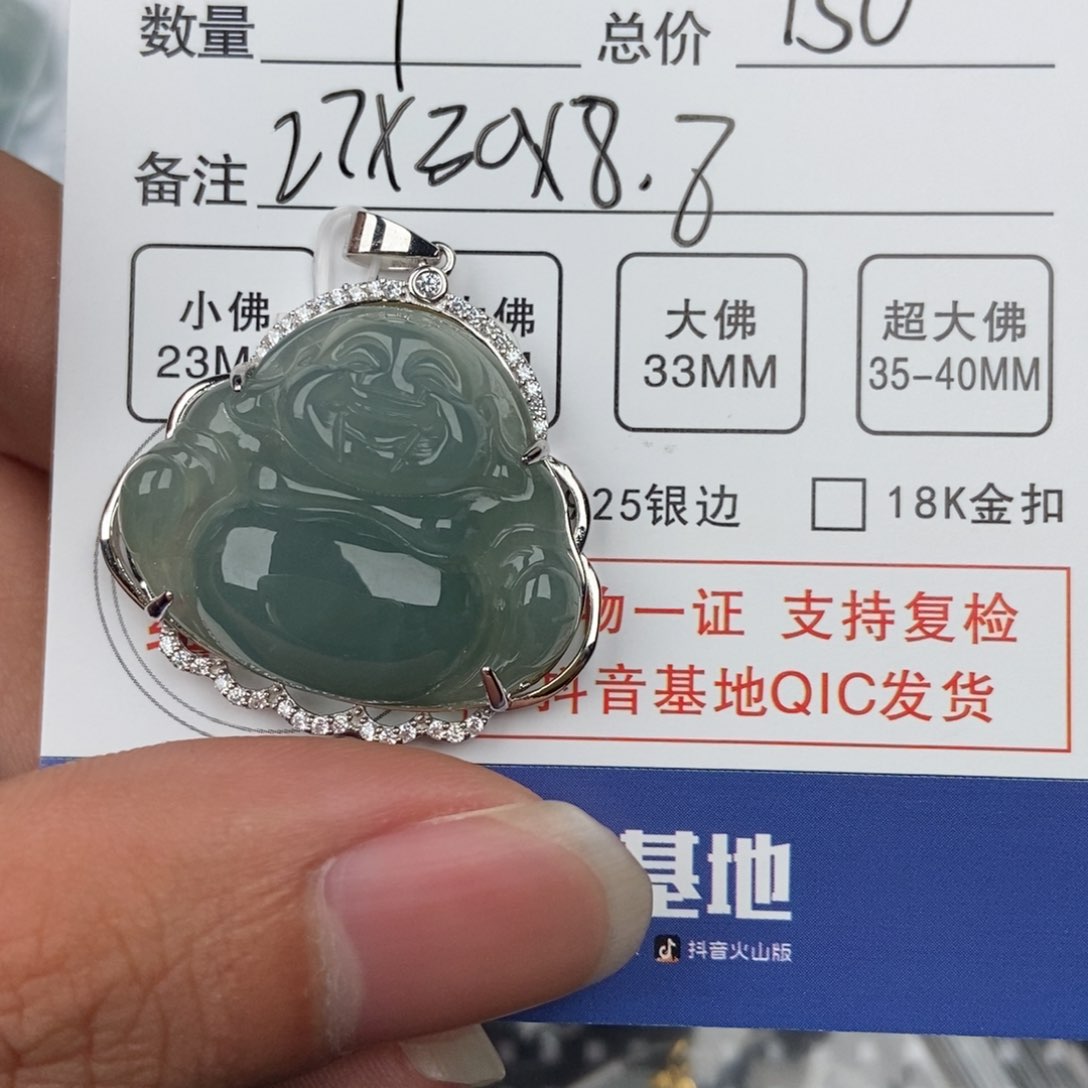 数量 1 总价 150
备注 27X30X8.8
小佛 佛 大佛 超大佛
23M 33MM 35-40MM
25银边 18K金扣
物一证 支持复检
抖音基地QIC发货
基地
抖音火山版